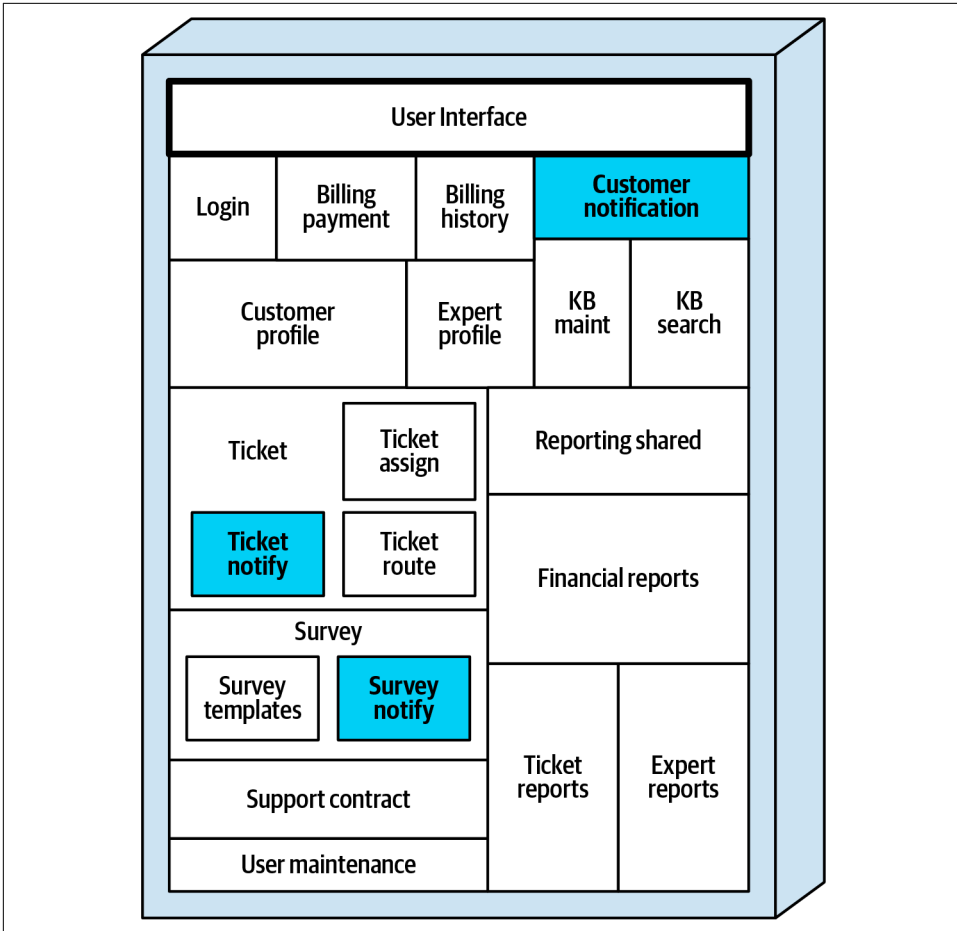 User Interface
Login
Billing
payment
Billing
history
Customer
notification
Customer
profile
Expert
profile
KB
maint
KB
search
Ticket
Ticket
assign
Ticket
notify
Ticket
route
Reporting shared
Financial reports
Survey
Survey
templates
Survey
notify
Ticket
reports
Expert
reports
Support contract
User maintenance